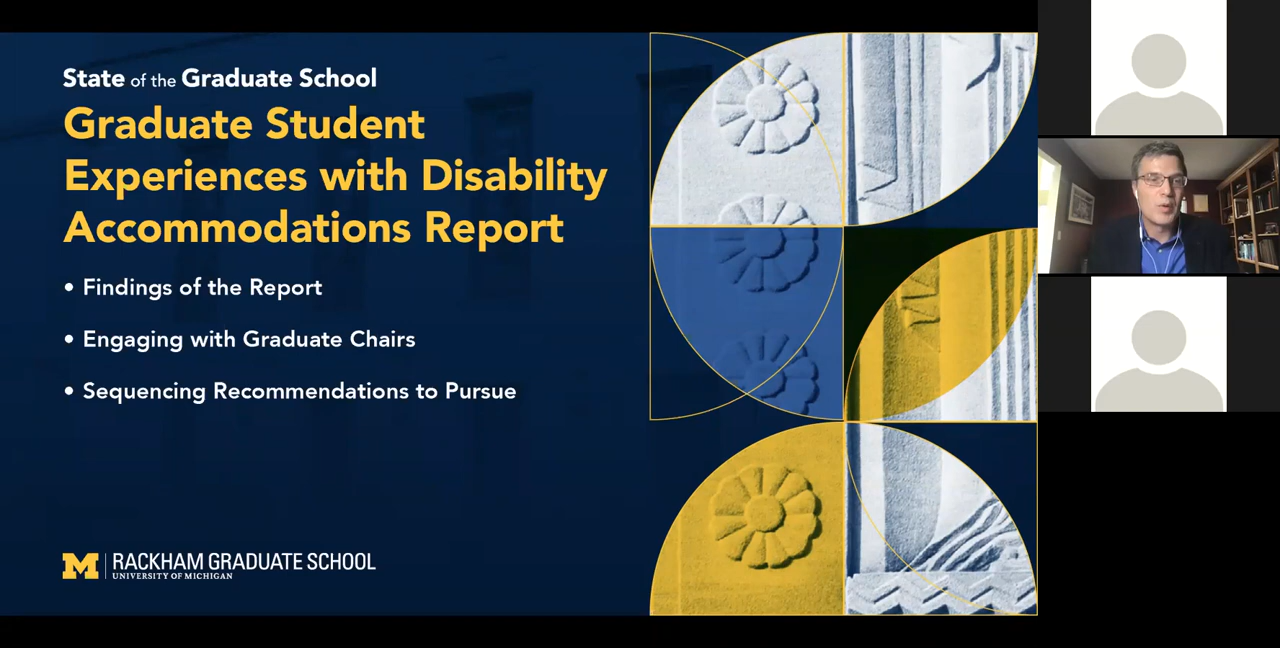 State of the Graduate School
Graduate Student
Experiences with Disability
Accommodations Report
• Findings of the Report
• Engaging with Graduate Chairs
• Sequencing Recommendations to Pursue
M RACKHAM GRADUATE SCHOOL
UNIVERSITY OF MICHIGAN